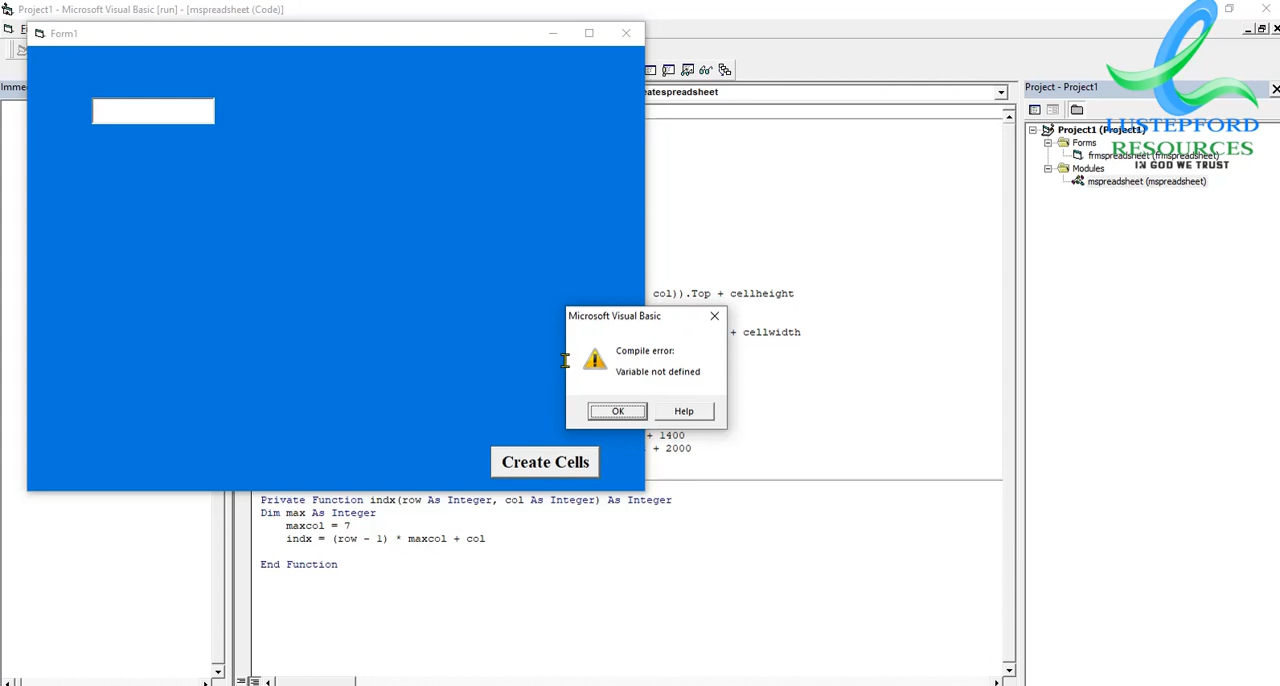 Project1 - Microsoft Visual Basic [run] - [mspreadsheet (Code)]
Form1
Imme
eatespreadsheet
Project - Project1
LUSTEPFORD
RESOURCES
IN GOD WE TRUST
Project1 (Project1)
Forms
frmspreadsheet (frmspreadsheet)
Modules
mspreadsheet (mspreadsheet)
col)).Top + cellheight
+ cellwidth
Microsoft Visual Basic
Compile error:
Variable not defined
OK
Help
+ 1400
+ 2000
Create Cells
Private Function indx(row As Integer, col As Integer) As Integer
Dim max As Integer
maxcol = 7
indx = (row - 1) * maxcol + col
End Function